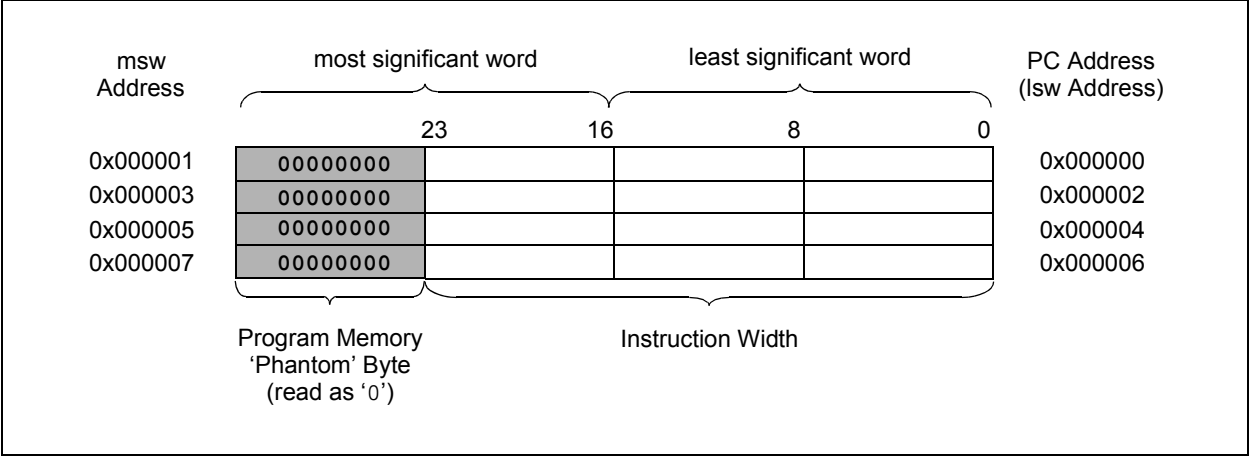 msw
Address
most significant word
least significant word
PC Address
(lsw Address)
23
16
8
0
0x000001
00000000
0x000000
0x000003
00000000
0x000002
0x000005
00000000
0x000004
0x000007
00000000
0x000006
Program Memory
‘Phantom’ Byte
(read as ‘0’)
Instruction Width